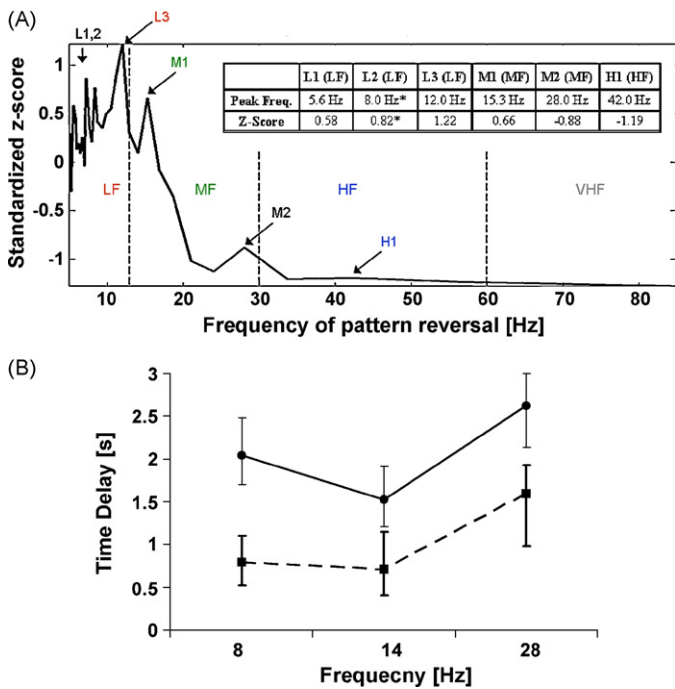 (A)
L1,2
L3
M1
L1 (LF) L2 (LF) L3 (LF) M1 (MF) M2 (MF) H1 (HF)
Peak Freq. 5.6 Hz 8.0 Hz* 12.0 Hz 15.3 Hz 28.0 Hz 42.0 Hz
Z-Score 0.58 0.82* 1.22 0.66 -0.88 -1.19
Standardized z-score
1
0.5
0
-0.5
-1
LF
MF
HF
VHF
M2
H1
10 20 30 40 50 60 70 80
Frequency of pattern reversal [Hz]
(B)
Time Delay [s]
3
2.5
2
1.5
1
0.5
0
8 14 28
Frequecny [Hz]